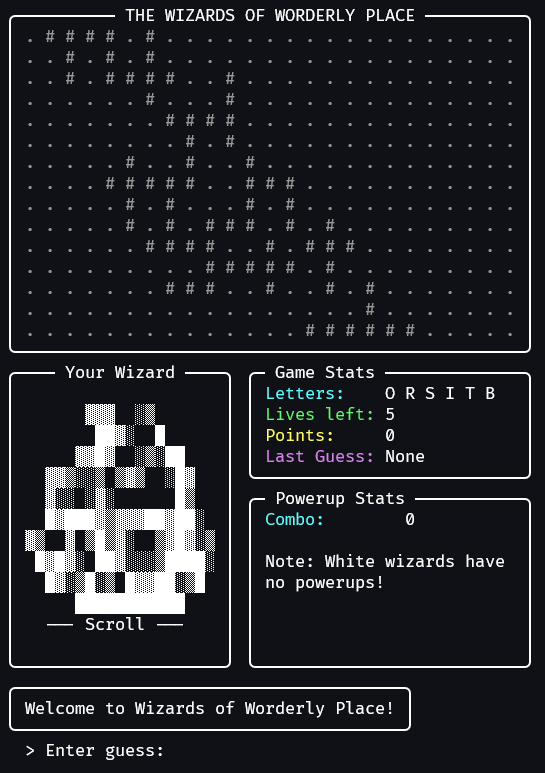 THE WIZARDS OF WORDERLY PLACE
. # # # # . # . . . . . . . . . . . . . . . . . .
. . # . # . # . . . . . . . . . . . . . . . . . .
. . # . # # # # . . # . . . . . . . . . . . . . .
. . . . . . # . . . # . . . . . . . . . . . . . .
. . . . . . . # # # # . . . . . . . . . . . . . .
. . . . . . . . # . # . . . . . . . . . . . . . .
. . . . . # . . # . . # . . . . . . . . . . . . .
. . . . # # # # # . . # # # . . . . . . . . . . .
. . . . . # . # . . . # . # . . . . . . . . . . .
. . . . . # . # . # # # . # . # . . . . . . . . .
. . . . . . # # # # . . # . # # # . . . . . . . .
. . . . . . . . . # # # # # . # . . . . . . . . .
. . . . . . . # # # . . # . . # . # . . . . . . .
. . . . . . . . . . . . . . . . . # . . . . . . .
. . . . . . . . . . . . . . # # # # # # . . . . .
Your Wizard
── Scroll ──
Game Stats
Letters: O R S I T B
Lives left: 5
Points: 0
Last Guess: None
Powerup Stats
Combo: 0
Note: White wizards have
no powerups!
Welcome to Wizards of Worderly Place!
> Enter guess: